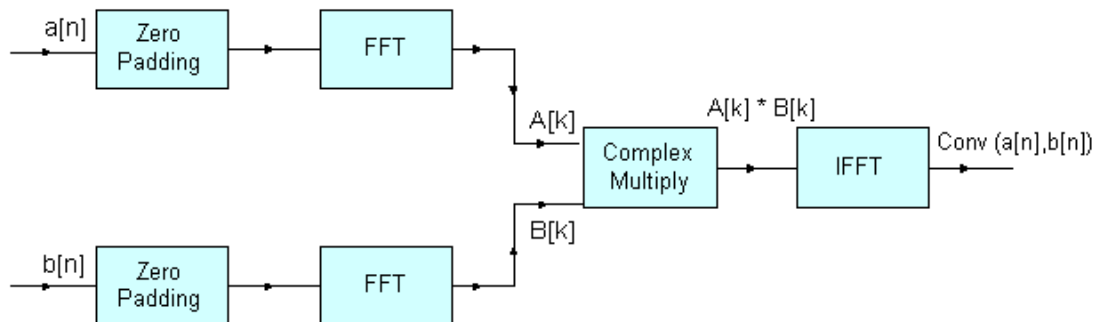 a[n]
Zero
Padding
FFT
A[k]
A[k] * B[k]
Complex
Multiply
IFFT
Conv (a[n],b[n])
B[k]
b[n]
Zero
Padding
FFT